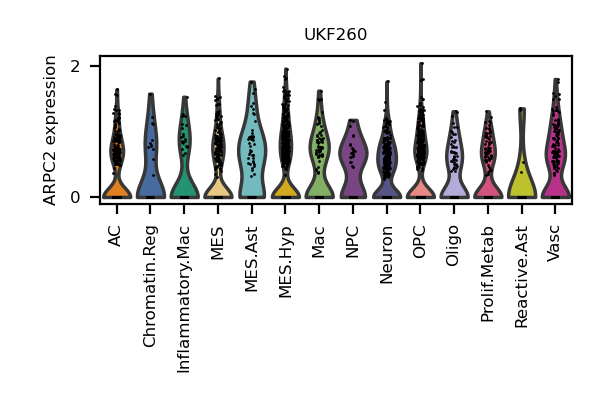 UKF260
ARPC2 expression
2
0
AC
Chromatin.Reg
Inflammatory.Mac
MES
MES.Ast
MES.Hyp
Mac
NPC
Neuron
OPC
Oligo
Prolif.Metab
Reactive.Ast
Vasc